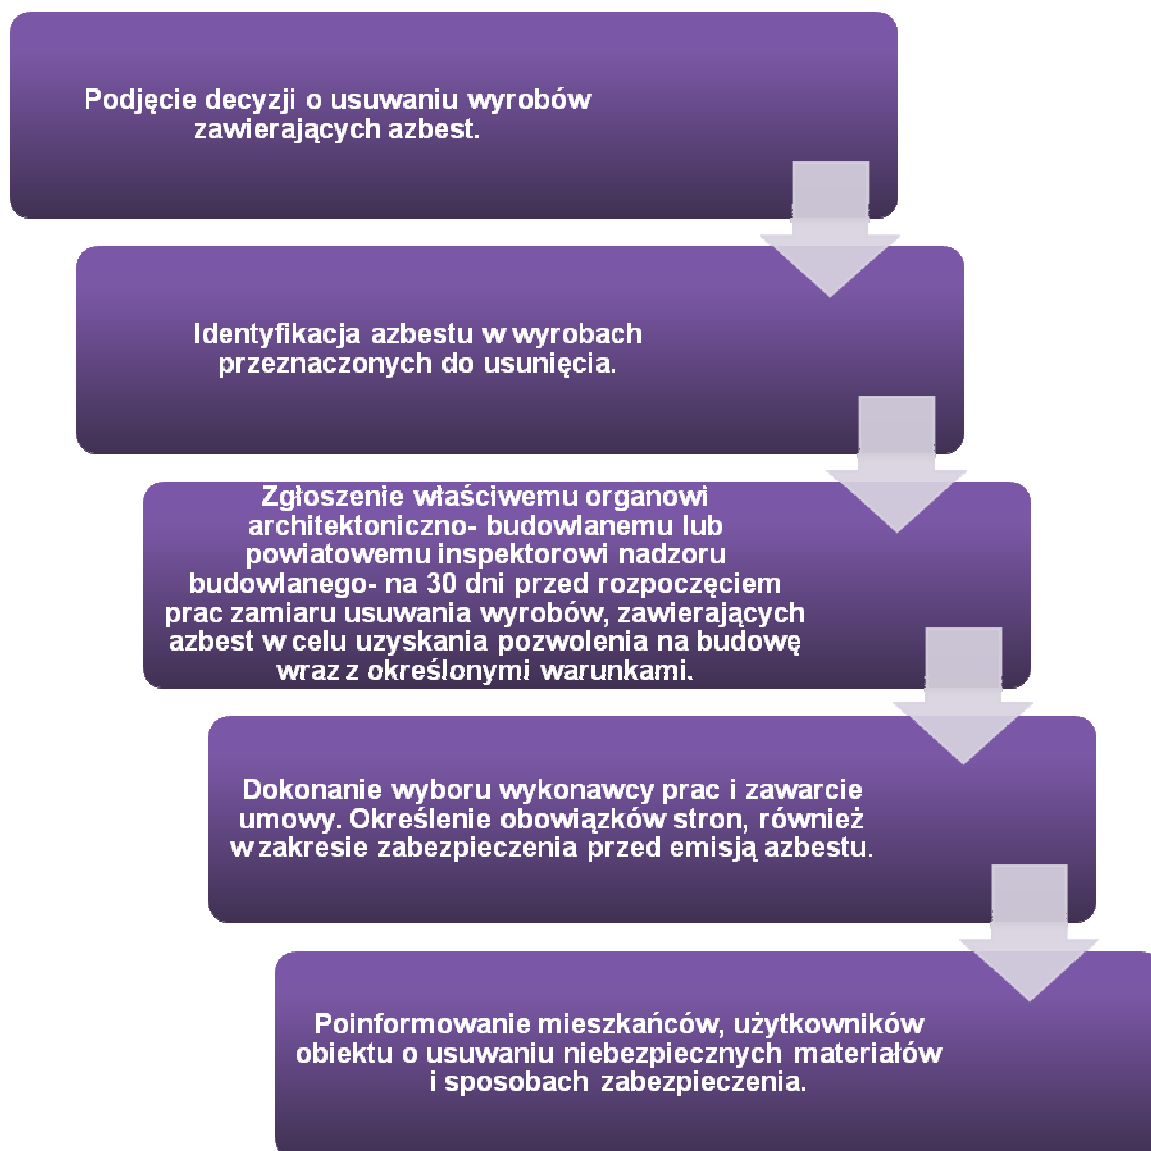 Podjęcie decyzji o usuwaniu wyrobów
zawierających azbest.
Identyfikacja azbestu w wyrobach
przeznaczonych do usunięcia.
Zgłoszenie właściwemu organowi
architektoniczno- budowlanemu lub
powiatowemu inspektorowi nadzoru
budowlanego- na 30 dni przed rozpoczęciem
prac zamiaru usuwania wyrobów, zawierających
azbest w celu uzyskania pozwolenia na budowę
wraz z określonymi warunkami.
Dokonanie wyboru wykonawcy prac i zawarcie
umowy. Określenie obowiązków stron, również
w zakresie zabezpieczenia przed emisją azbestu.
Poinformowanie mieszkańców, użytkowników
obiektu o usuwaniu niebezpiecznych materiałów
i sposobach zabezpieczenia.